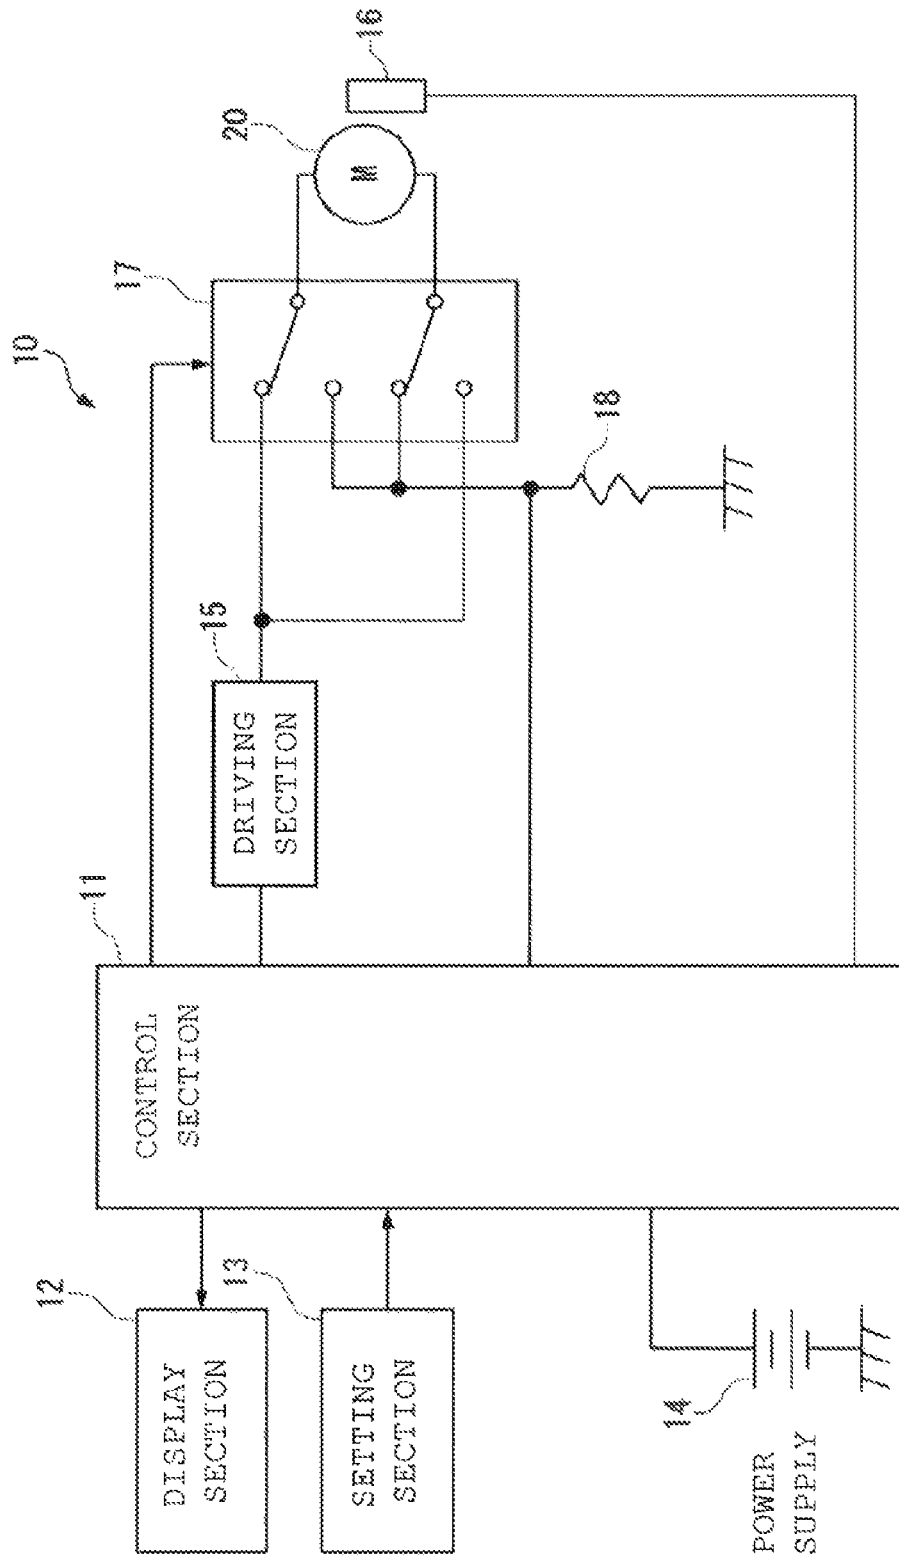 10
11
CONTROL
SECTION
12
DISPLAY
SECTION
13
SETTING
SECTION
14
POWER
SUPPLY
15
DRIVING
SECTION
17
20
M
16
18